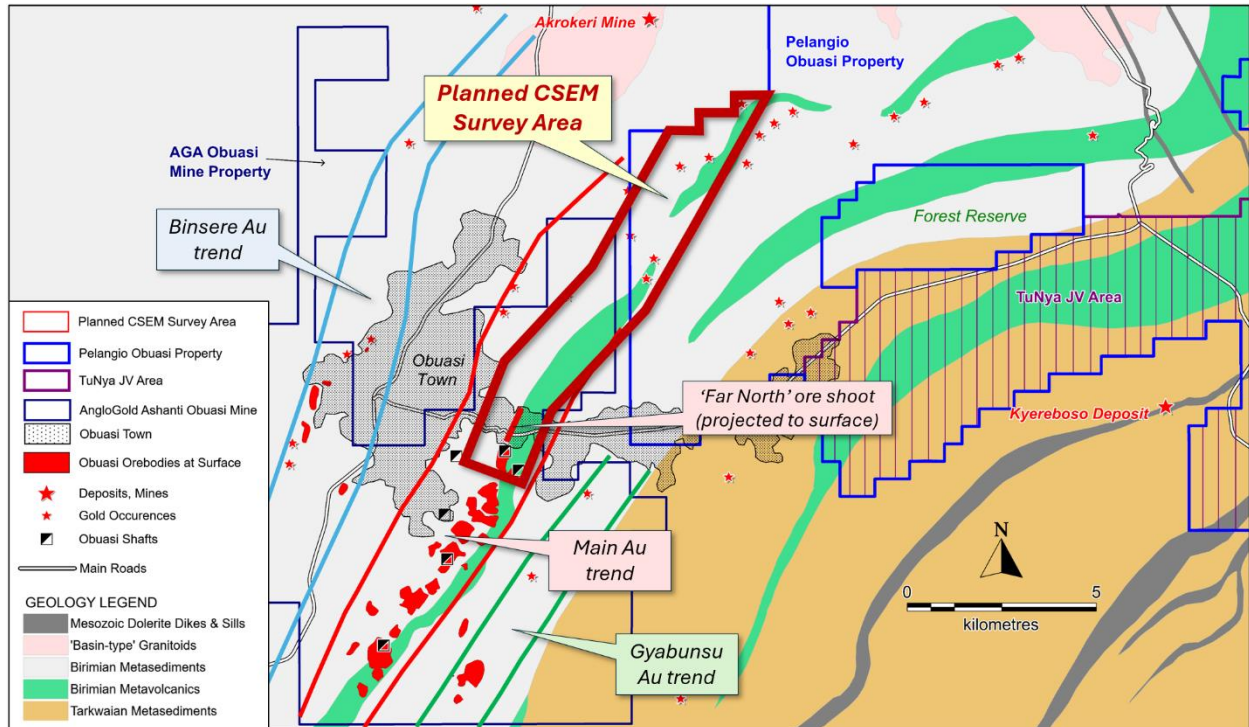 Akrokeri Mine
Pelangio
Obuasi Property
Planned CSEM
Survey Area
AGA Obuasi
Mine Property
Binsere Au
trend
Forest Reserve
TuNya JV Area
Obuasi
Town
'Far North' ore shoot
(projected to surface)
Kyereboso Deposit
Main Au
trend
Gyabunsu
Au trend
N
0 5
kilometres
Planned CSEM Survey Area
Pelangio Obuasi Property
TuNya JV Area
AngloGold Ashanti Obuasi Mine
Obuasi Town
Obuasi Orebodies at Surface
Deposits, Mines
Gold Occurences
Obuasi Shafts
Main Roads
GEOLOGY LEGEND
Mesozoic Dolerite Dikes & Sills
'Basin-type' Granitoids
Birimian Metasediments
Birimian Metavolcanics
Tarkwaian Metasediments